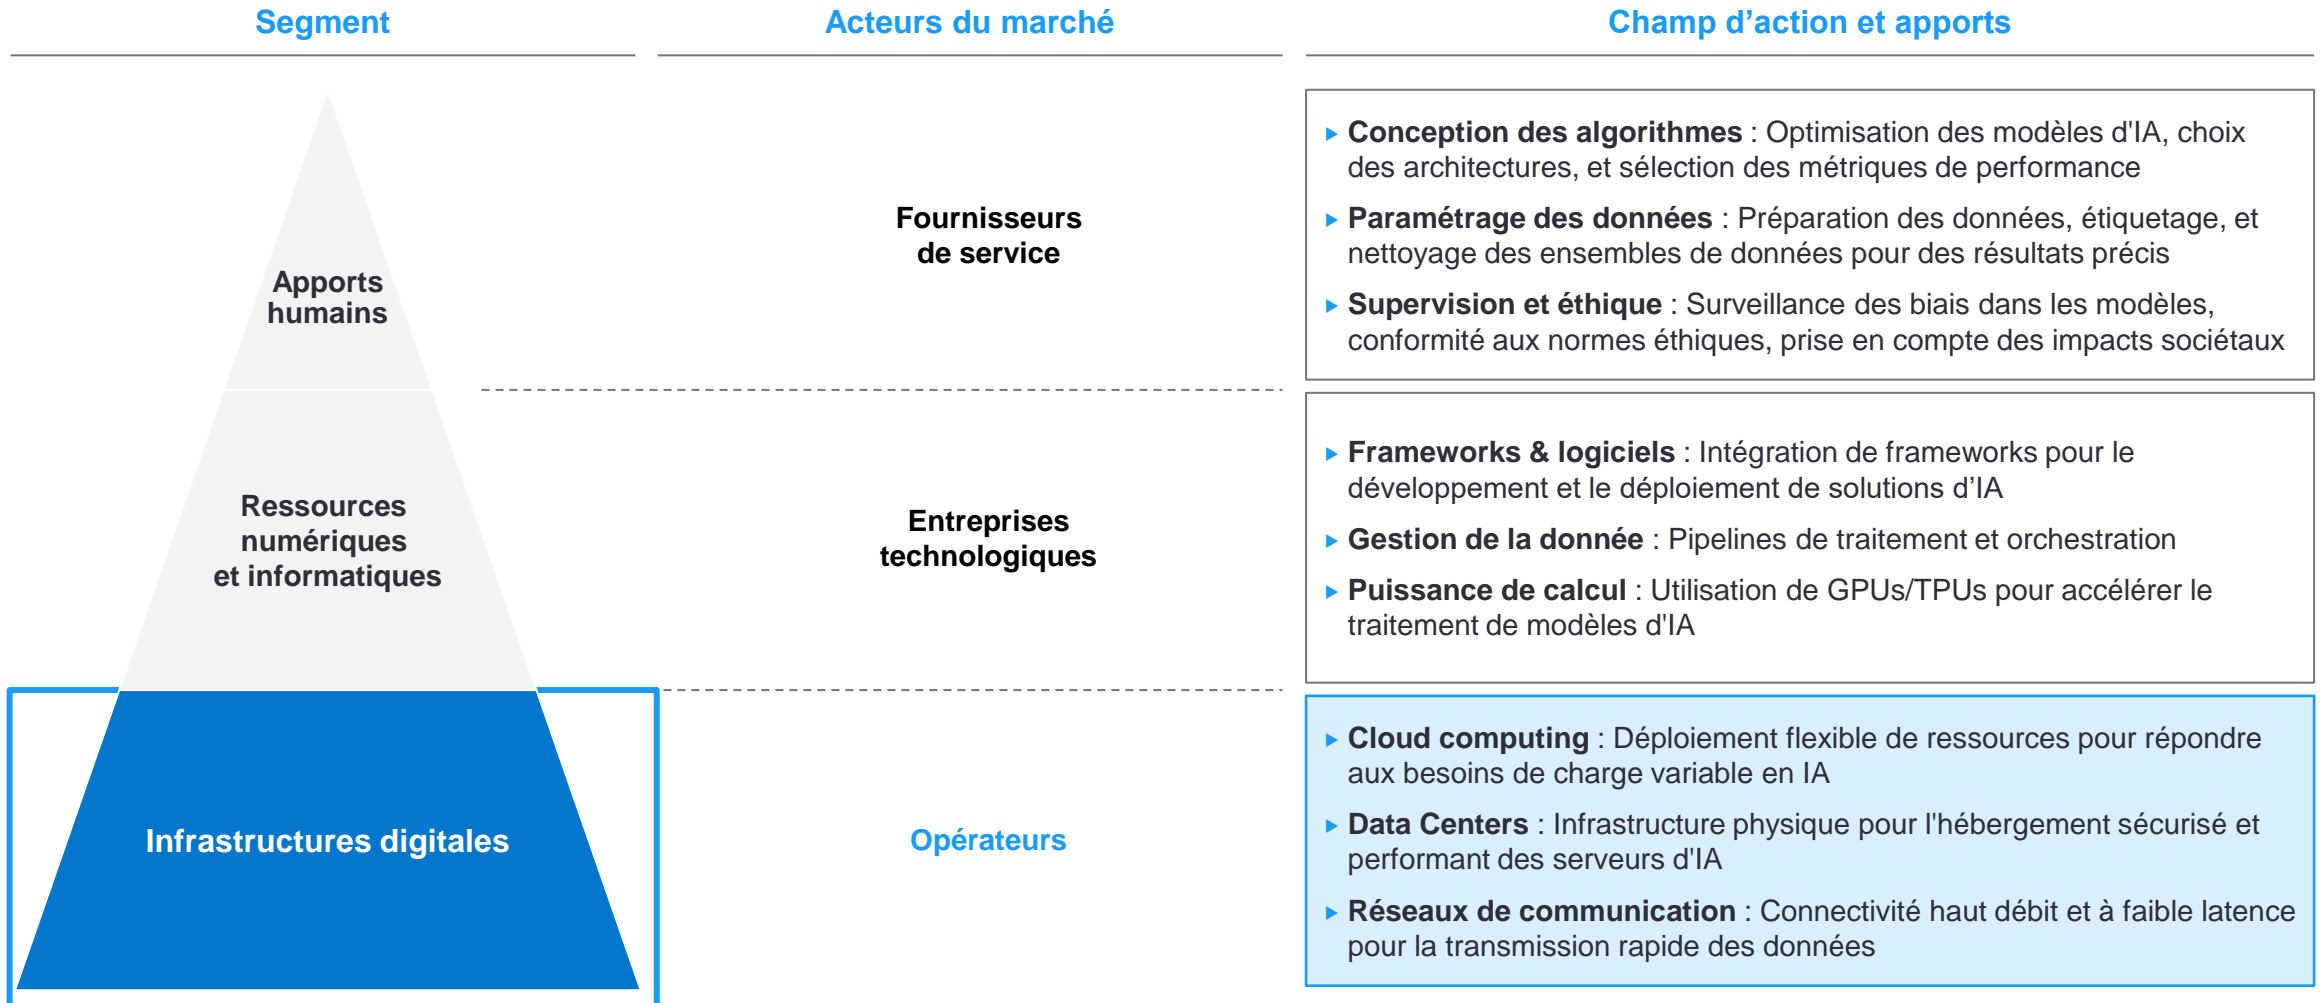 Segment
Acteurs du marché
Champ d’action et apports
Apports
humains
Fournisseurs
de service
Conception des algorithmes : Optimisation des modèles d'IA, choix
des architectures, et sélection des métriques de performance
Paramétrage des données : Préparation des données, étiquetage, et
nettoyage des ensembles de données pour des résultats précis
Supervision et éthique : Surveillance des biais dans les modèles,
conformité aux normes éthiques, prise en compte des impacts sociétaux
Ressources
numériques
et informatiques
Entreprises
technologiques
Frameworks & logiciels : Intégration de frameworks pour le
développement et le déploiement de solutions d’IA
Gestion de la donnée : Pipelines de traitement et orchestration
Puissance de calcul : Utilisation de GPUs/TPUs pour accélérer le
traitement de modèles d'IA
Infrastructures digitales
Opérateurs
Cloud computing : Déploiement flexible de ressources pour répondre
aux besoins de charge variable en IA
Data Centers : Infrastructure physique pour l'hébergement sécurisé et
performant des serveurs d'IA
Réseaux de communication : Connectivité haut débit et à faible latence
pour la transmission rapide des données